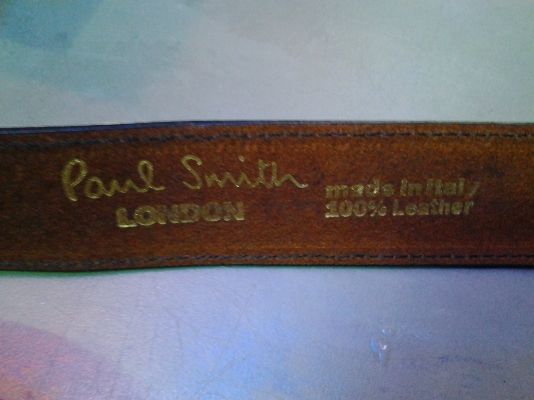 Paul Smith
LONDON
made in Italy
100% Leather